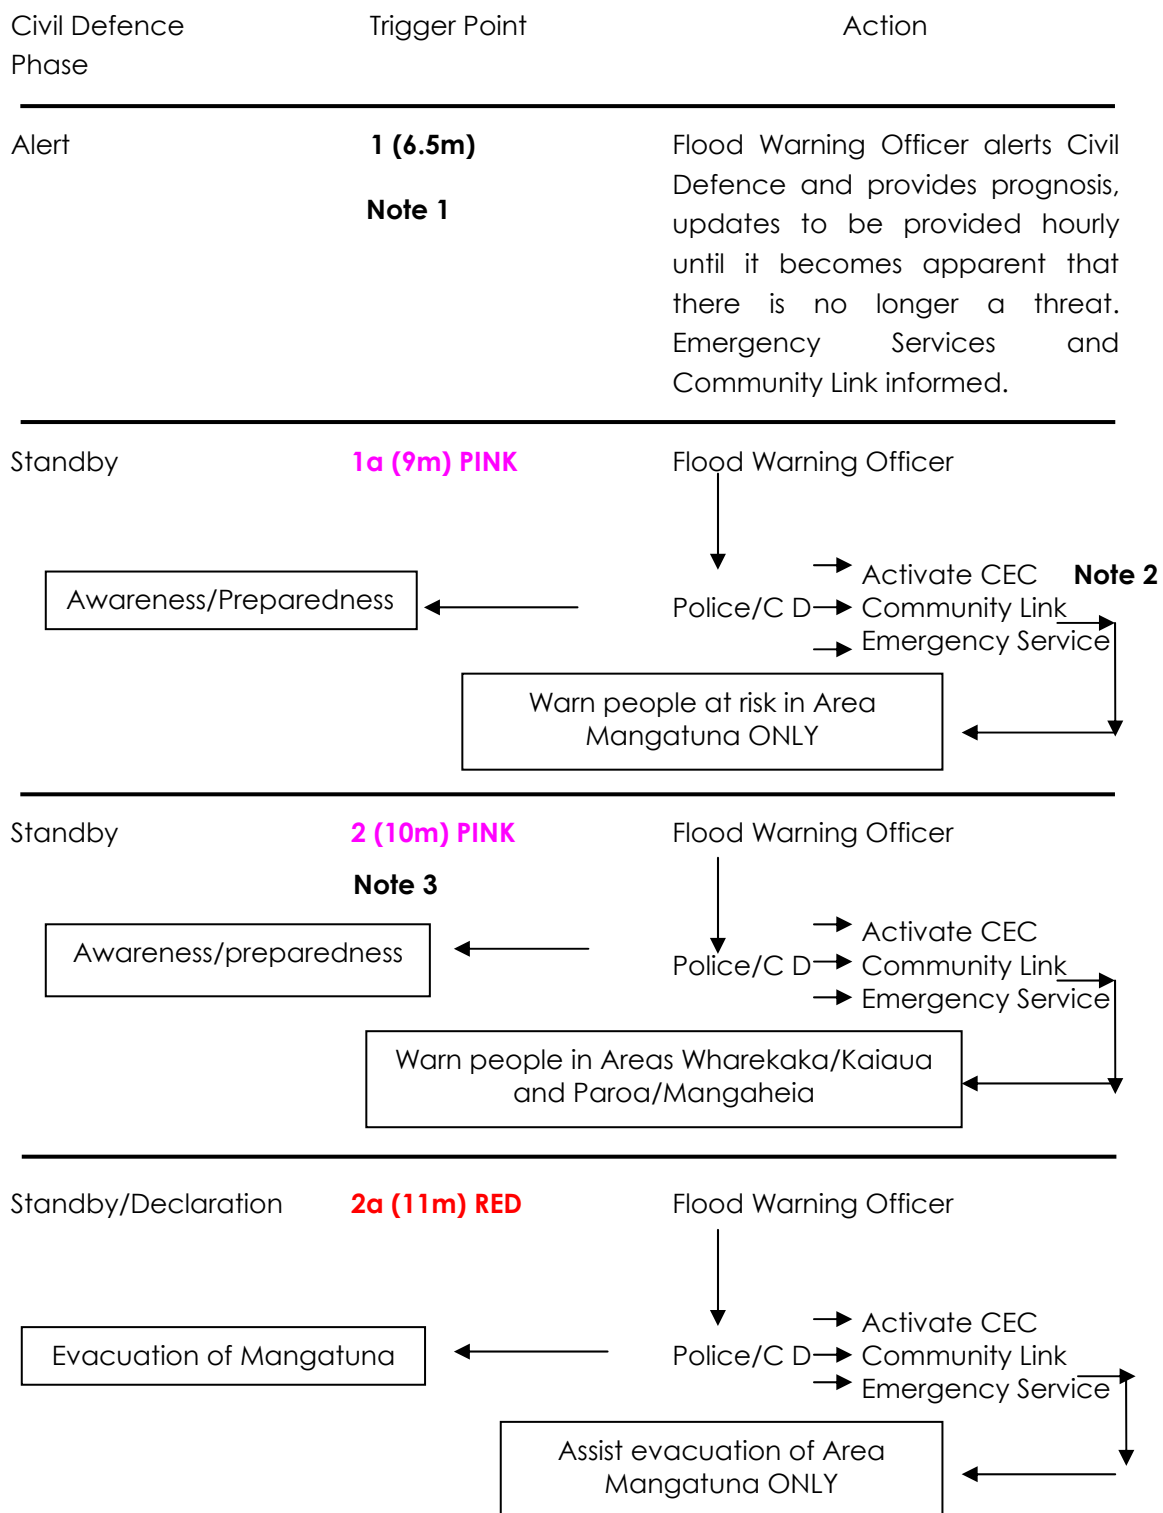 Civil Defence Phase
Trigger Point
Action
Alert
1 (6.5m)
Note 1
Flood Warning Officer alerts Civil
Defence and provides prognosis,
updates to be provided hourly
until it becomes apparent that
there is no longer a threat.
Emergency Services and
Community Link informed.
Standby
1a (9m) PINK
Flood Warning Officer
Awareness/Preparedness
Police/C D
Activate CEC
Note 2
Community Link
Emergency Service
Warn people at risk in Area
Mangatuna ONLY
Standby
2 (10m) PINK
Note 3
Flood Warning Officer
Awareness/preparedness
Police/C D
Activate CEC
Community Link
Emergency Service
Warn people in Areas Wharekaka/Kaiaua
and Paroa/Mangaheia
Standby/Declaration
2a (11m) RED
Flood Warning Officer
Evacuation of Mangatuna
Police/C D
Activate CEC
Community Link
Emergency Service
Assist evacuation of Area
Mangatuna ONLY